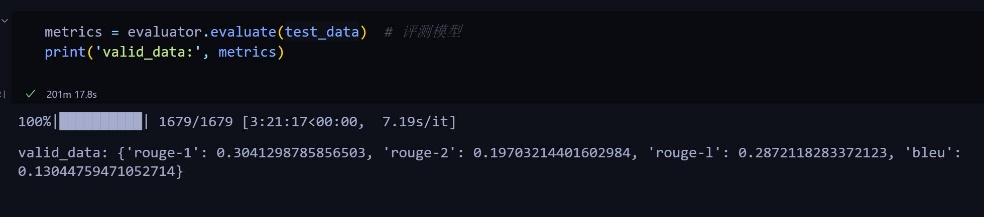 metrics = evaluator.evaluate(test_data)  # 评测模型
print('valid_data:', metrics)
201m 17.8s
100%|██████████| 1679/1679 [3:21:17<00:00,  7.19s/it]
valid_data: {'rouge-1': 0.3041298785856503, 'rouge-2': 0.19703214401602984, 'rouge-l': 0.2872118283372123, 'bleu':
0.13044759471052714}